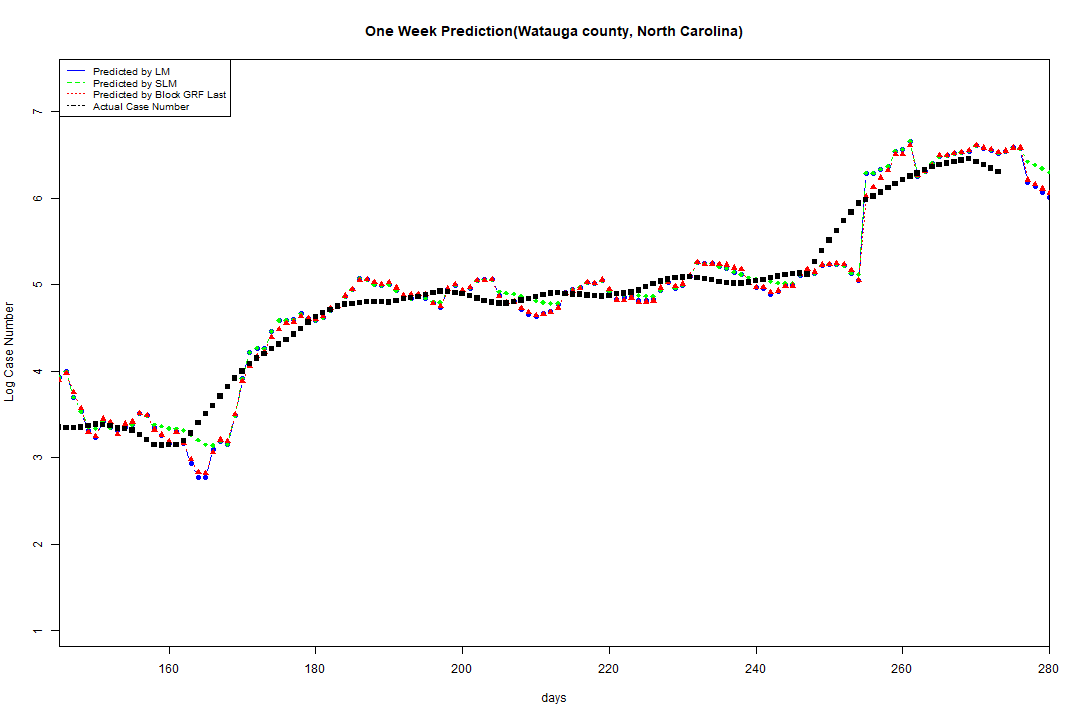 One Week Prediction(Watauga county, North Carolina)
Predicted by LM
Predicted by SLM
Predicted by Block GRF Last
Actual Case Number
Log Case Number
7
6
5
4
3
2
1
160 180 200 220 240 260 280
days